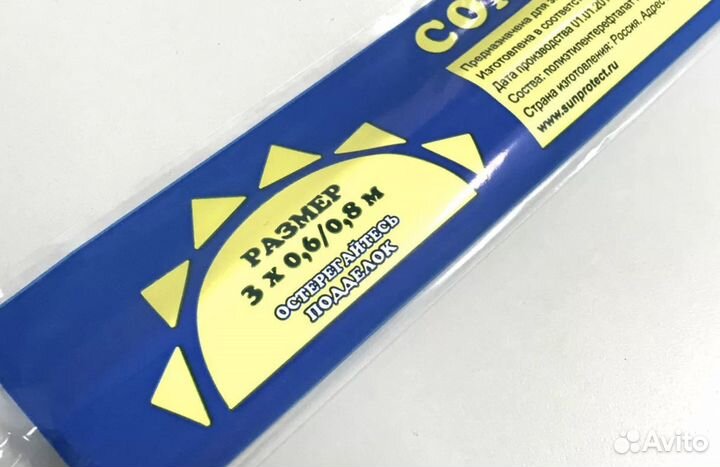 СО
Предназначена для
Изготовлена в соответс
Дата производства 01.01.20
Состав: полиэтилентерефталат
Страна изготовления: Россия, Адрес
www.sunprotect.ru
РАЗМЕР
3 х 0,6/0,8 м
ОСТЕРЕГАЙТЕСЬ
ПОДДЕЛОК
Avito